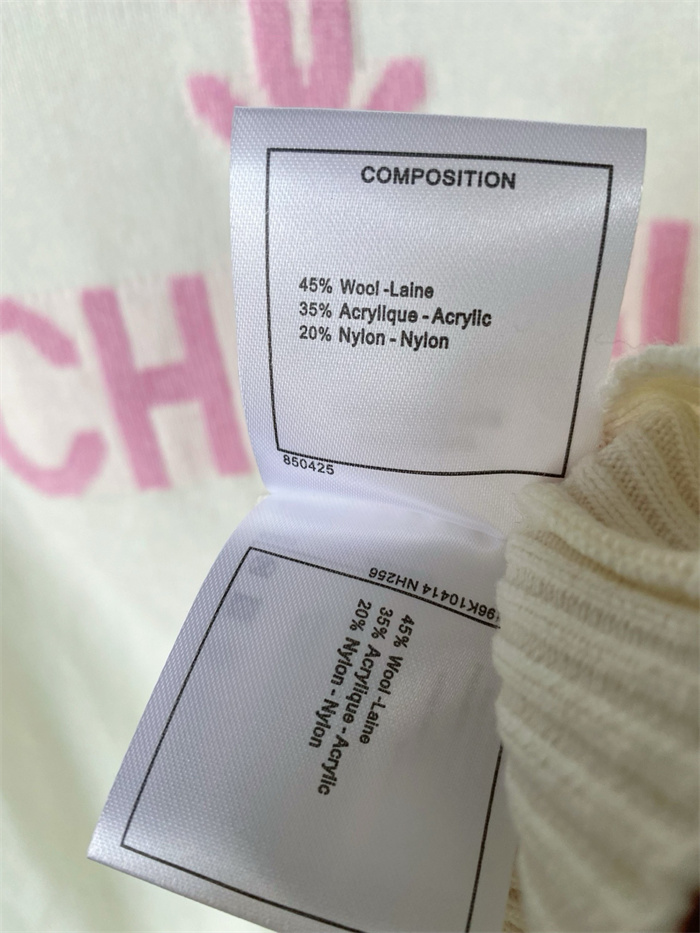 CH
COMPOSITION
45% Wool -Laine
35% Acrylique - Acrylic
20% Nylon - Nylon
850425
96K10414 NH256
45% Wool -Laine
35% Acrylique - Acrylic
20% Nylon - Nylon